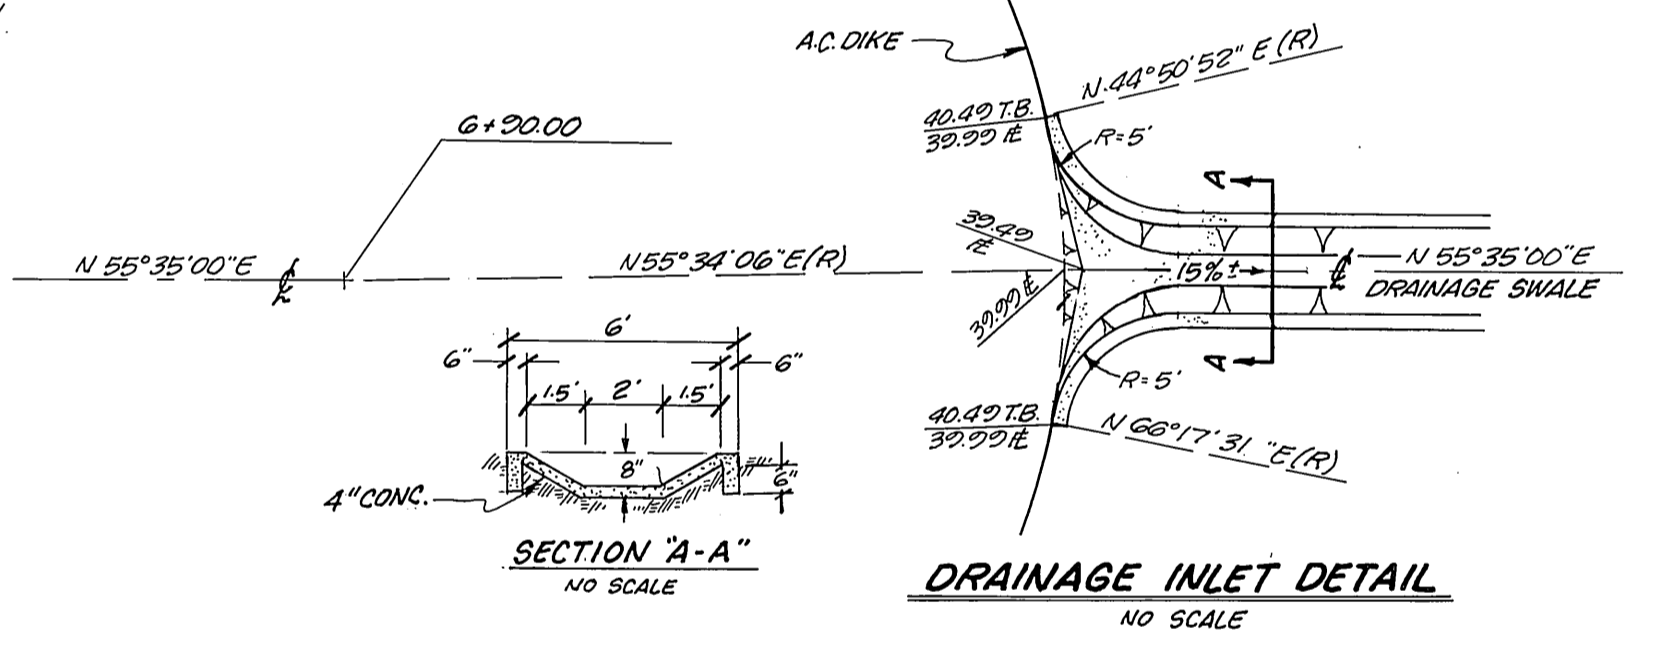 A.C. DIKE
N 44°50'52" E (R)
40.49 T.B.
39.99 ⅊
R=5'
6+90.00
A
39.49
⅊
N 55°35'00"E
℄
N55°34'06"E(R)
39.99 ⅊
15%±
℄
N 55°35'00"E
DRAINAGE SWALE
A
R=5'
40.49 T.B.
39.99 ⅊
N 66°17'31."E(R)
6'
6"
6"
1.5'
2'
1.5'
8"
6"
4" CONC.
SECTION "A-A"
NO SCALE
DRAINAGE INLET DETAIL
NO SCALE